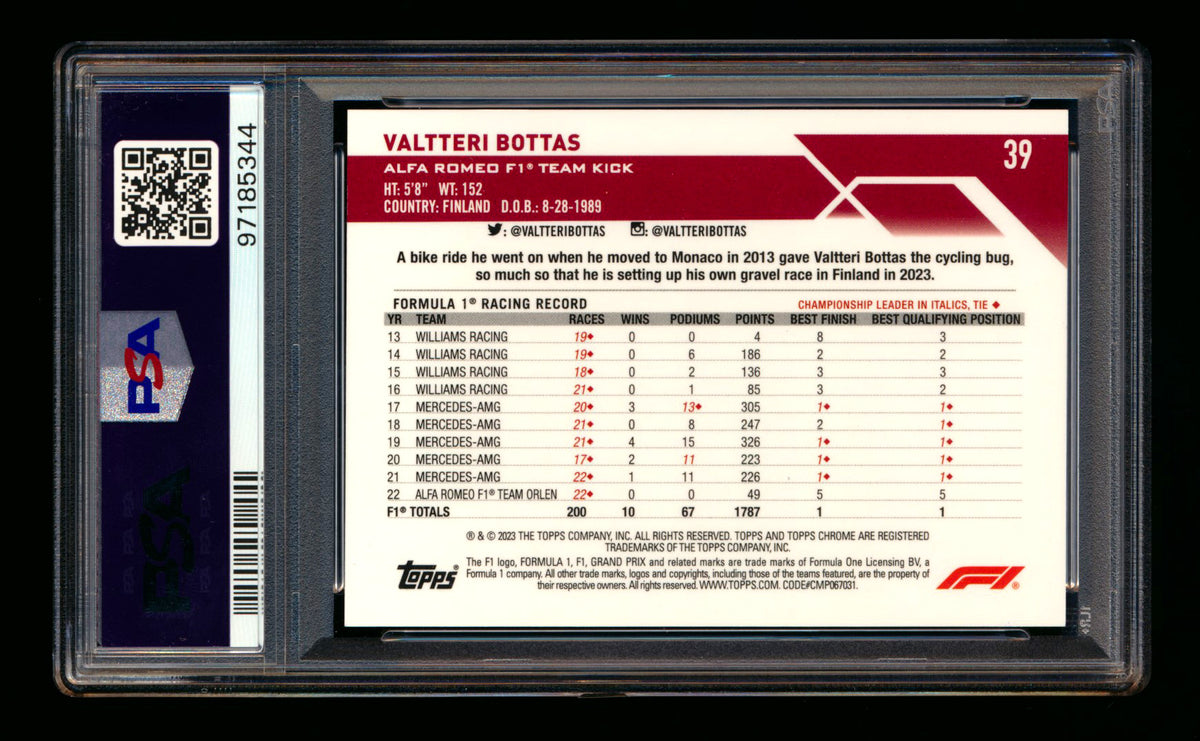 97185344
PSA
VALTTERI BOTTAS
39
ALFA ROMEO F1® TEAM KICK
HT: 5'8" WT: 152
COUNTRY: FINLAND D.O.B.: 8-28-1989
: @VALTTERIBOTTAS : @VALTTERIBOTTAS
A bike ride he went on when he moved to Monaco in 2013 gave Valtteri Bottas the cycling bug,
so much so that he is setting up his own gravel race in Finland in 2023.
FORMULA 1® RACING RECORD CHAMPIONSHIP LEADER IN ITALICS, TIE ♦
YR TEAM RACES WINS PODIUMS POINTS BEST FINISH BEST QUALIFYING POSITION
13 WILLIAMS RACING 19♦ 0 0 4 8 3
14 WILLIAMS RACING 19♦ 0 6 186 2 2
15 WILLIAMS RACING 18♦ 0 2 136 3 3
16 WILLIAMS RACING 21♦ 0 1 85 3 2
17 MERCEDES-AMG 20♦ 3 13♦ 305 1♦ 1♦
18 MERCEDES-AMG 21♦ 0 8 247 2 1♦
19 MERCEDES-AMG 21♦ 4 15 326 1♦ 1♦
20 MERCEDES-AMG 17♦ 2 11 223 1♦ 1♦
21 MERCEDES-AMG 22♦ 1 11 226 1♦ 1♦
22 ALFA ROMEO F1® TEAM ORLEN 22♦ 0 0 49 5 5
F1® TOTALS 200 10 67 1787 1 1
® & © 2023 THE TOPPS COMPANY, INC. ALL RIGHTS RESERVED. TOPPS AND TOPPS CHROME ARE REGISTERED
TRADEMARKS OF THE TOPPS COMPANY, INC.
The F1 logo, FORMULA 1, F1, GRAND PRIX and related marks are trade marks of Formula One Licensing BV, a
Formula 1 company. All other trade marks, logos and copyrights, including those of the teams featured, are the property of
their respective owners. All rights reserved. WWW.TOPPS.COM. CODE#CMP067031.
Topps®
F1®
PSA